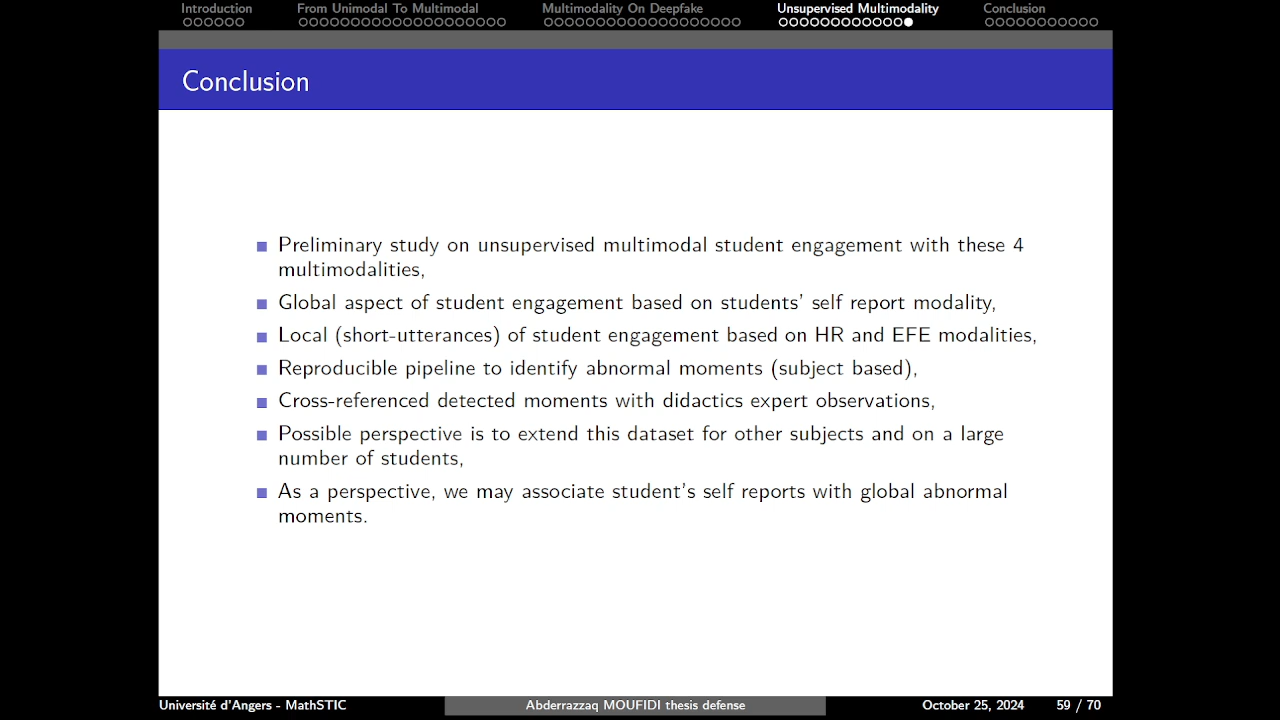 Introduction From Unimodal To Multimodal Multimodality On Deepfake Unsupervised Multimodality Conclusion
Conclusion
Preliminary study on unsupervised multimodal student engagement with these 4
multimodalities,
Global aspect of student engagement based on students' self report modality,
Local (short-utterances) of student engagement based on HR and EFE modalities,
Reproducible pipeline to identify abnormal moments (subject based),
Cross-referenced detected moments with didactics expert observations,
Possible perspective is to extend this dataset for other subjects and on a large
number of students,
As a perspective, we may associate student's self reports with global abnormal
moments.
Université d'Angers - MathSTIC Abderrazzaq MOUFIDI thesis defense October 25, 2024 59 / 70